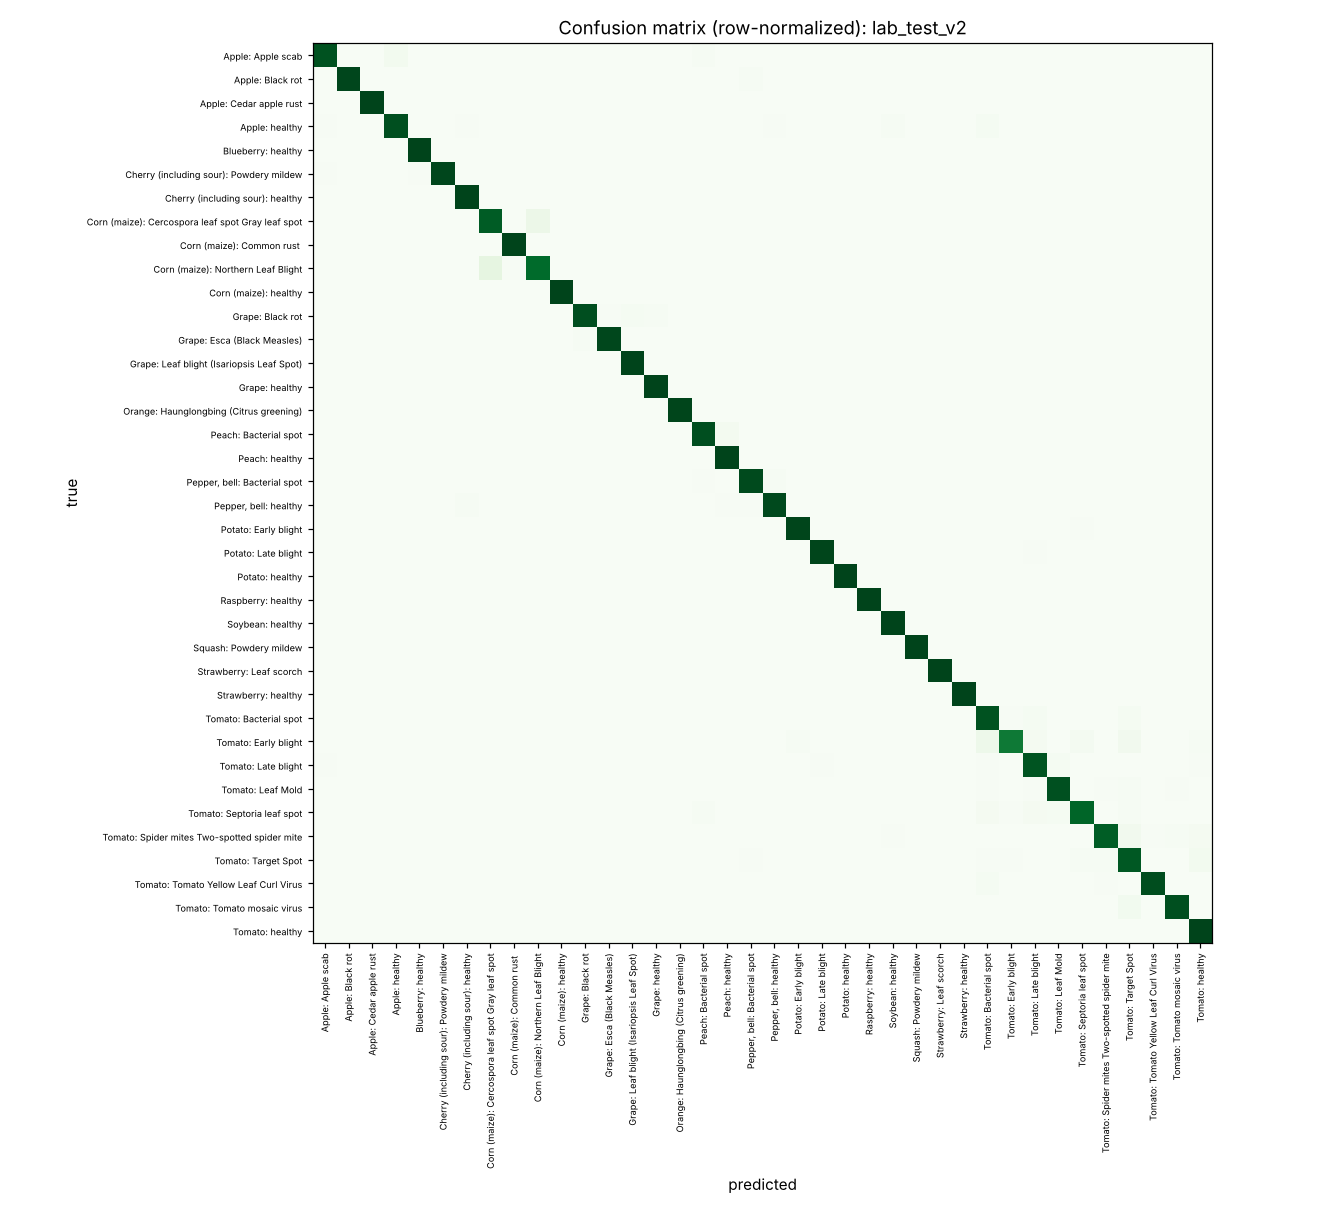 Confusion matrix (row-normalized): lab_test_v2
Apple: Apple scab
Apple: Black rot
Apple: Cedar apple rust
Apple: healthy
Blueberry: healthy
Cherry (including sour): Powdery mildew
Cherry (including sour): healthy
Corn (maize): Cercospora leaf spot Gray leaf spot
Corn (maize): Common rust
Corn (maize): Northern Leaf Blight
Corn (maize): healthy
Grape: Black rot
Grape: Esca (Black Measles)
Grape: Leaf blight (Isariopsis Leaf Spot)
Grape: healthy
Orange: Haunglongbing (Citrus greening)
Peach: Bacterial spot
Peach: healthy
Pepper, bell: Bacterial spot
Pepper, bell: healthy
Potato: Early blight
Potato: Late blight
Potato: healthy
Raspberry: healthy
Soybean: healthy
Squash: Powdery mildew
Strawberry: Leaf scorch
Strawberry: healthy
Tomato: Bacterial spot
Tomato: Early blight
Tomato: Late blight
Tomato: Leaf Mold
Tomato: Septoria leaf spot
Tomato: Spider mites Two-spotted spider mite
Tomato: Target Spot
Tomato: Tomato Yellow Leaf Curl Virus
Tomato: Tomato mosaic virus
Tomato: healthy
true
Apple: Apple scab
Apple: Black rot
Apple: Cedar apple rust
Apple: healthy
Blueberry: healthy
Cherry (including sour): Powdery mildew
Cherry (including sour): healthy
Corn (maize): Cercospora leaf spot Gray leaf spot
Corn (maize): Common rust
Corn (maize): Northern Leaf Blight
Corn (maize): healthy
Grape: Black rot
Grape: Esca (Black Measles)
Grape: Leaf blight (Isariopsis Leaf Spot)
Grape: healthy
Orange: Haunglongbing (Citrus greening)
Peach: Bacterial spot
Peach: healthy
Pepper, bell: Bacterial spot
Pepper, bell: healthy
Potato: Early blight
Potato: Late blight
Potato: healthy
Raspberry: healthy
Soybean: healthy
Squash: Powdery mildew
Strawberry: Leaf scorch
Strawberry: healthy
Tomato: Bacterial spot
Tomato: Early blight
Tomato: Late blight
Tomato: Leaf Mold
Tomato: Septoria leaf spot
Tomato: Spider mites Two-spotted spider mite
Tomato: Target Spot
Tomato: Tomato Yellow Leaf Curl Virus
Tomato: Tomato mosaic virus
Tomato: healthy
predicted